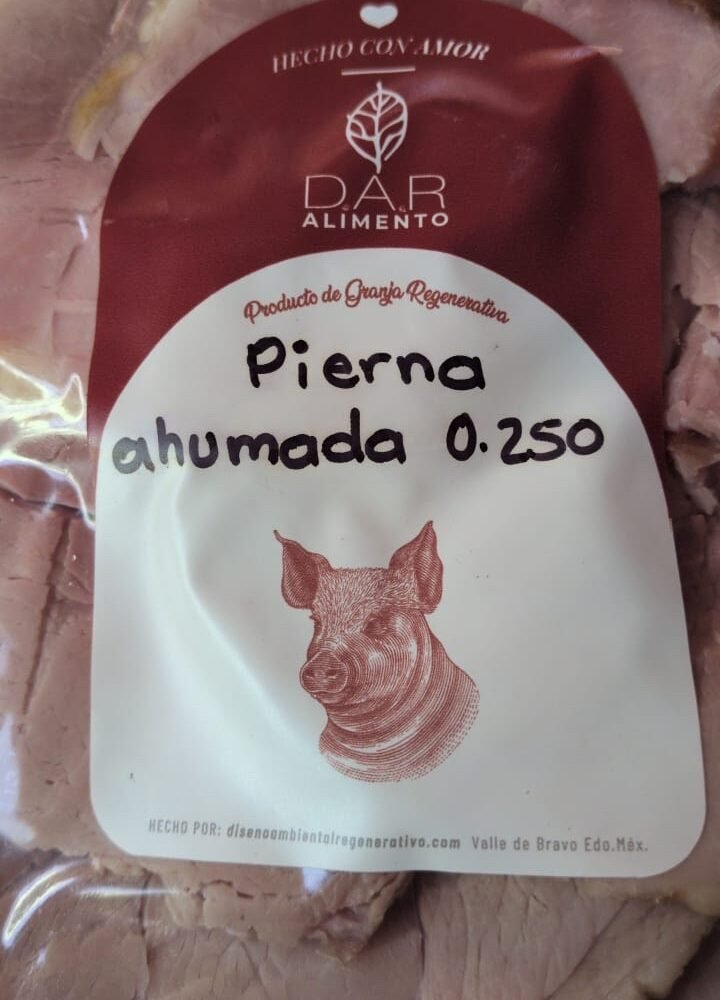 HECHO CON AMOR
D.A.R
ALIMENTO
Producto de Granja Regenerativa
Pierna
ahumada 0.250
HECHO POR: disenoambientalregenerativo.com Valle de Bravo Edo.Méx.